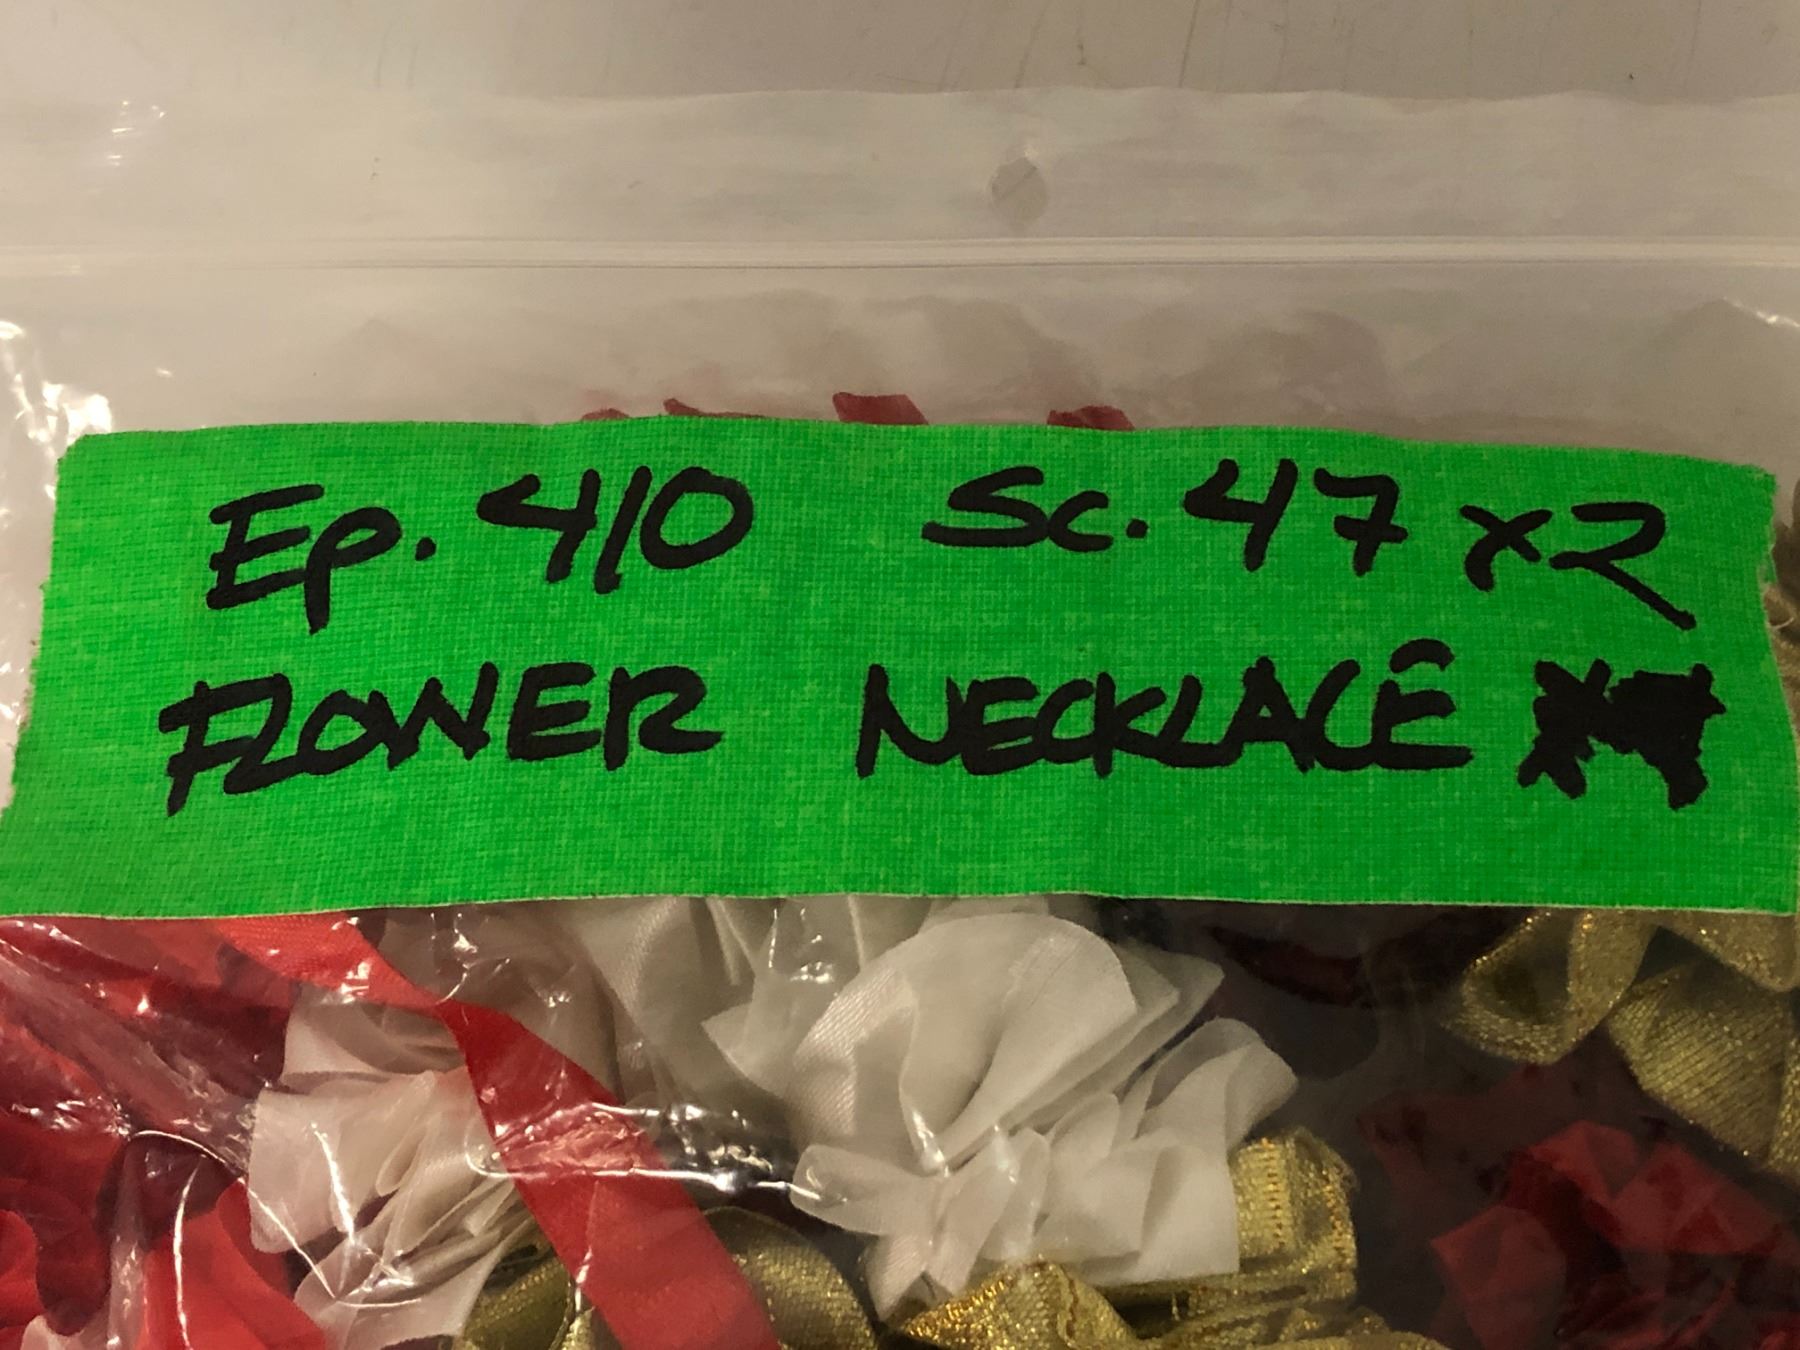 Ep. 410 Sc. 47 x2
FLOWER NECKLACE